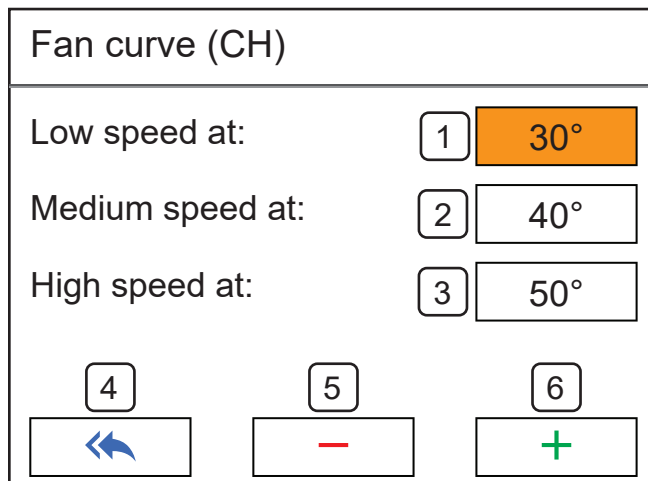 Fan curve (CH)
Low speed at: 1 30°
Medium speed at: 2 40°
High speed at: 3 50°
4 5 6
− +